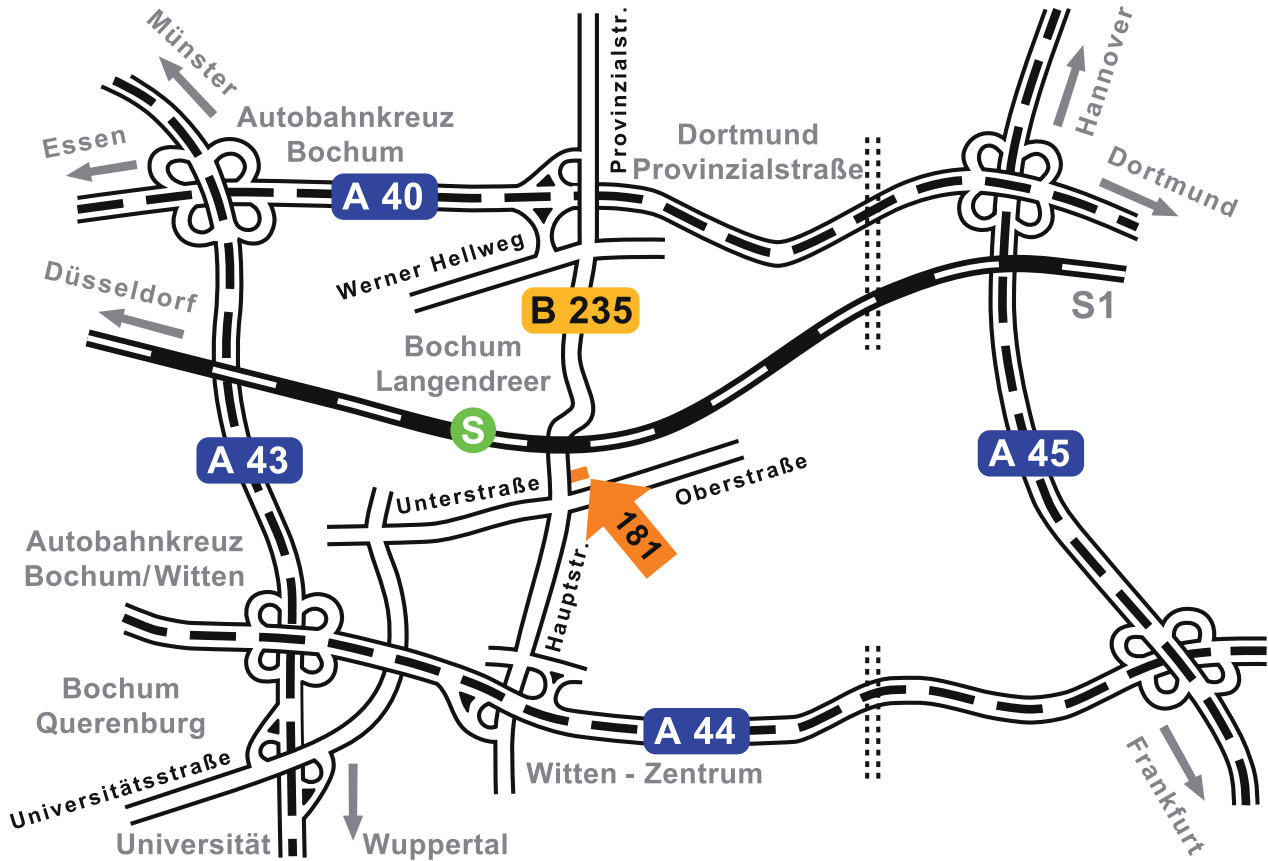 Münster
Provinzialstr.
Hannover
Autobahnkreuz
Bochum
Essen
Dortmund
Provinzialstraße
Dortmund
A 40
Werner Hellweg
Düsseldorf
B 235
S1
Bochum
Langendreer
S
A 43
A 45
Unterstraße
Oberstraße
181
Autobahnkreuz
Bochum/Witten
Hauptstr.
Bochum
Querenburg
A 44
Universitätsstraße
Witten - Zentrum
Frankfurt
Universität
Wuppertal